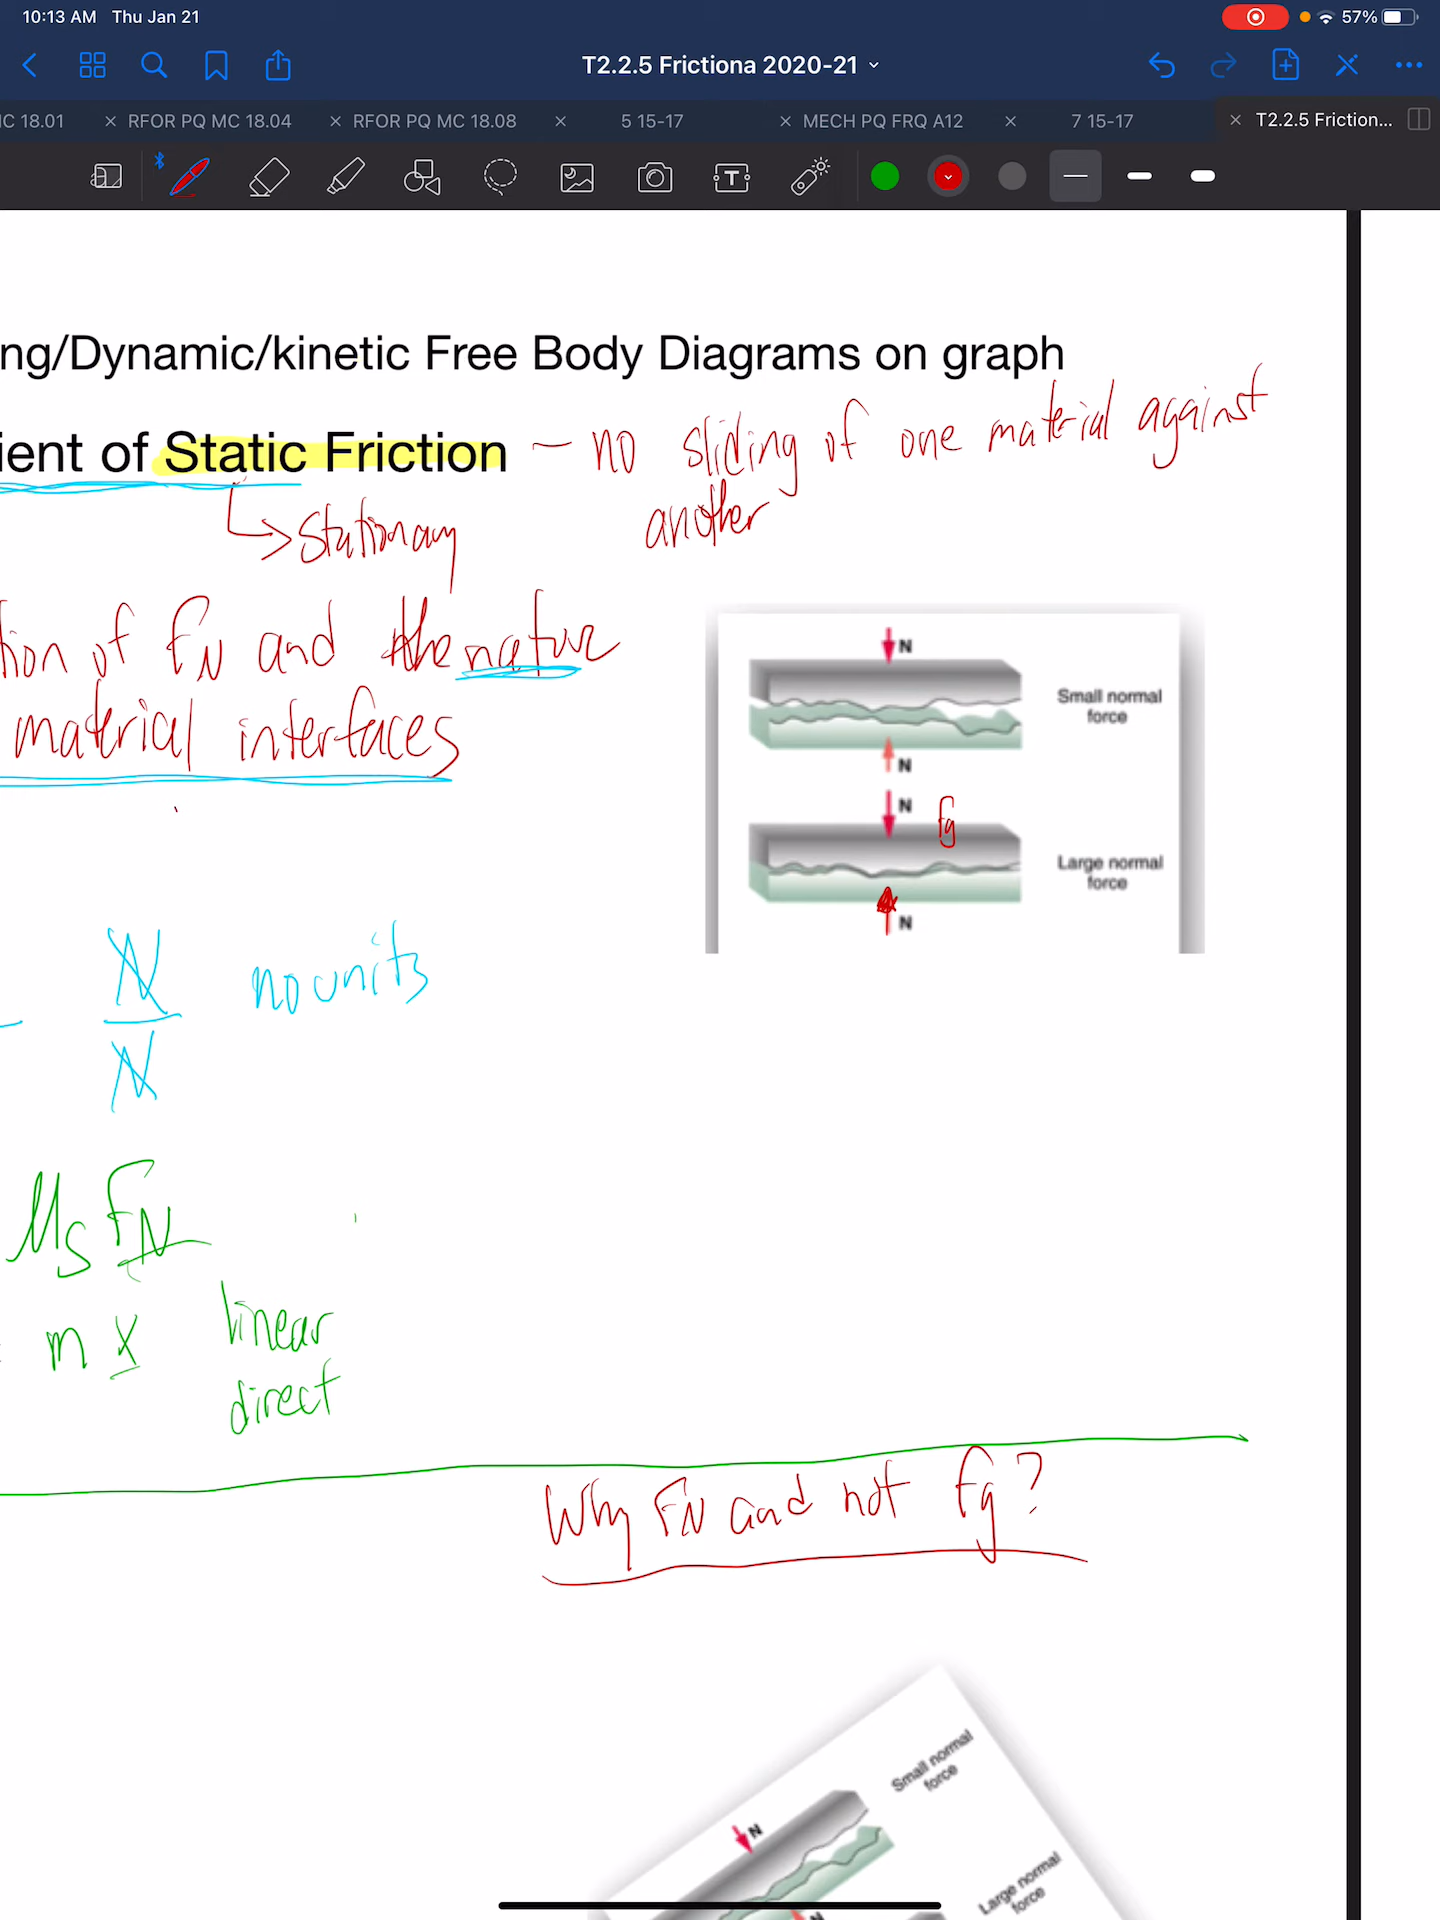 10:13 AM Thu Jan 21
57%
T2.2.5 Frictiona 2020-21
IC 18.01
RFOR PQ MC 18.04
RFOR PQ MC 18.08
5 15-17
MECH PQ FRQ A12
7 15-17
T2.2.5 Friction...
ng/Dynamic/kinetic Free Body Diagrams on graph
ient of Static Friction — no sliding of one material against
another
Stationary
tion of FN and the nature
material interfaces
N
Small normal
force
N
N Fg
Large normal
force
N
N
N
no units
μs FN
= m x
linear
direct
Why FN and not Fg?
Small normal
force
N
Large normal
force
N